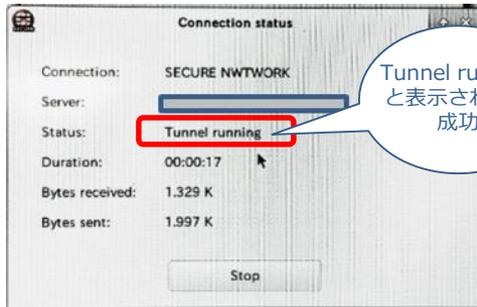 Connection status
Connection: SECURE NWTWORK
Server:
Status: Tunnel running
Duration: 00:00:17
Bytes received: 1.329 K
Bytes sent: 1.997 K
Stop
Tunnel ru
と表示され
成功